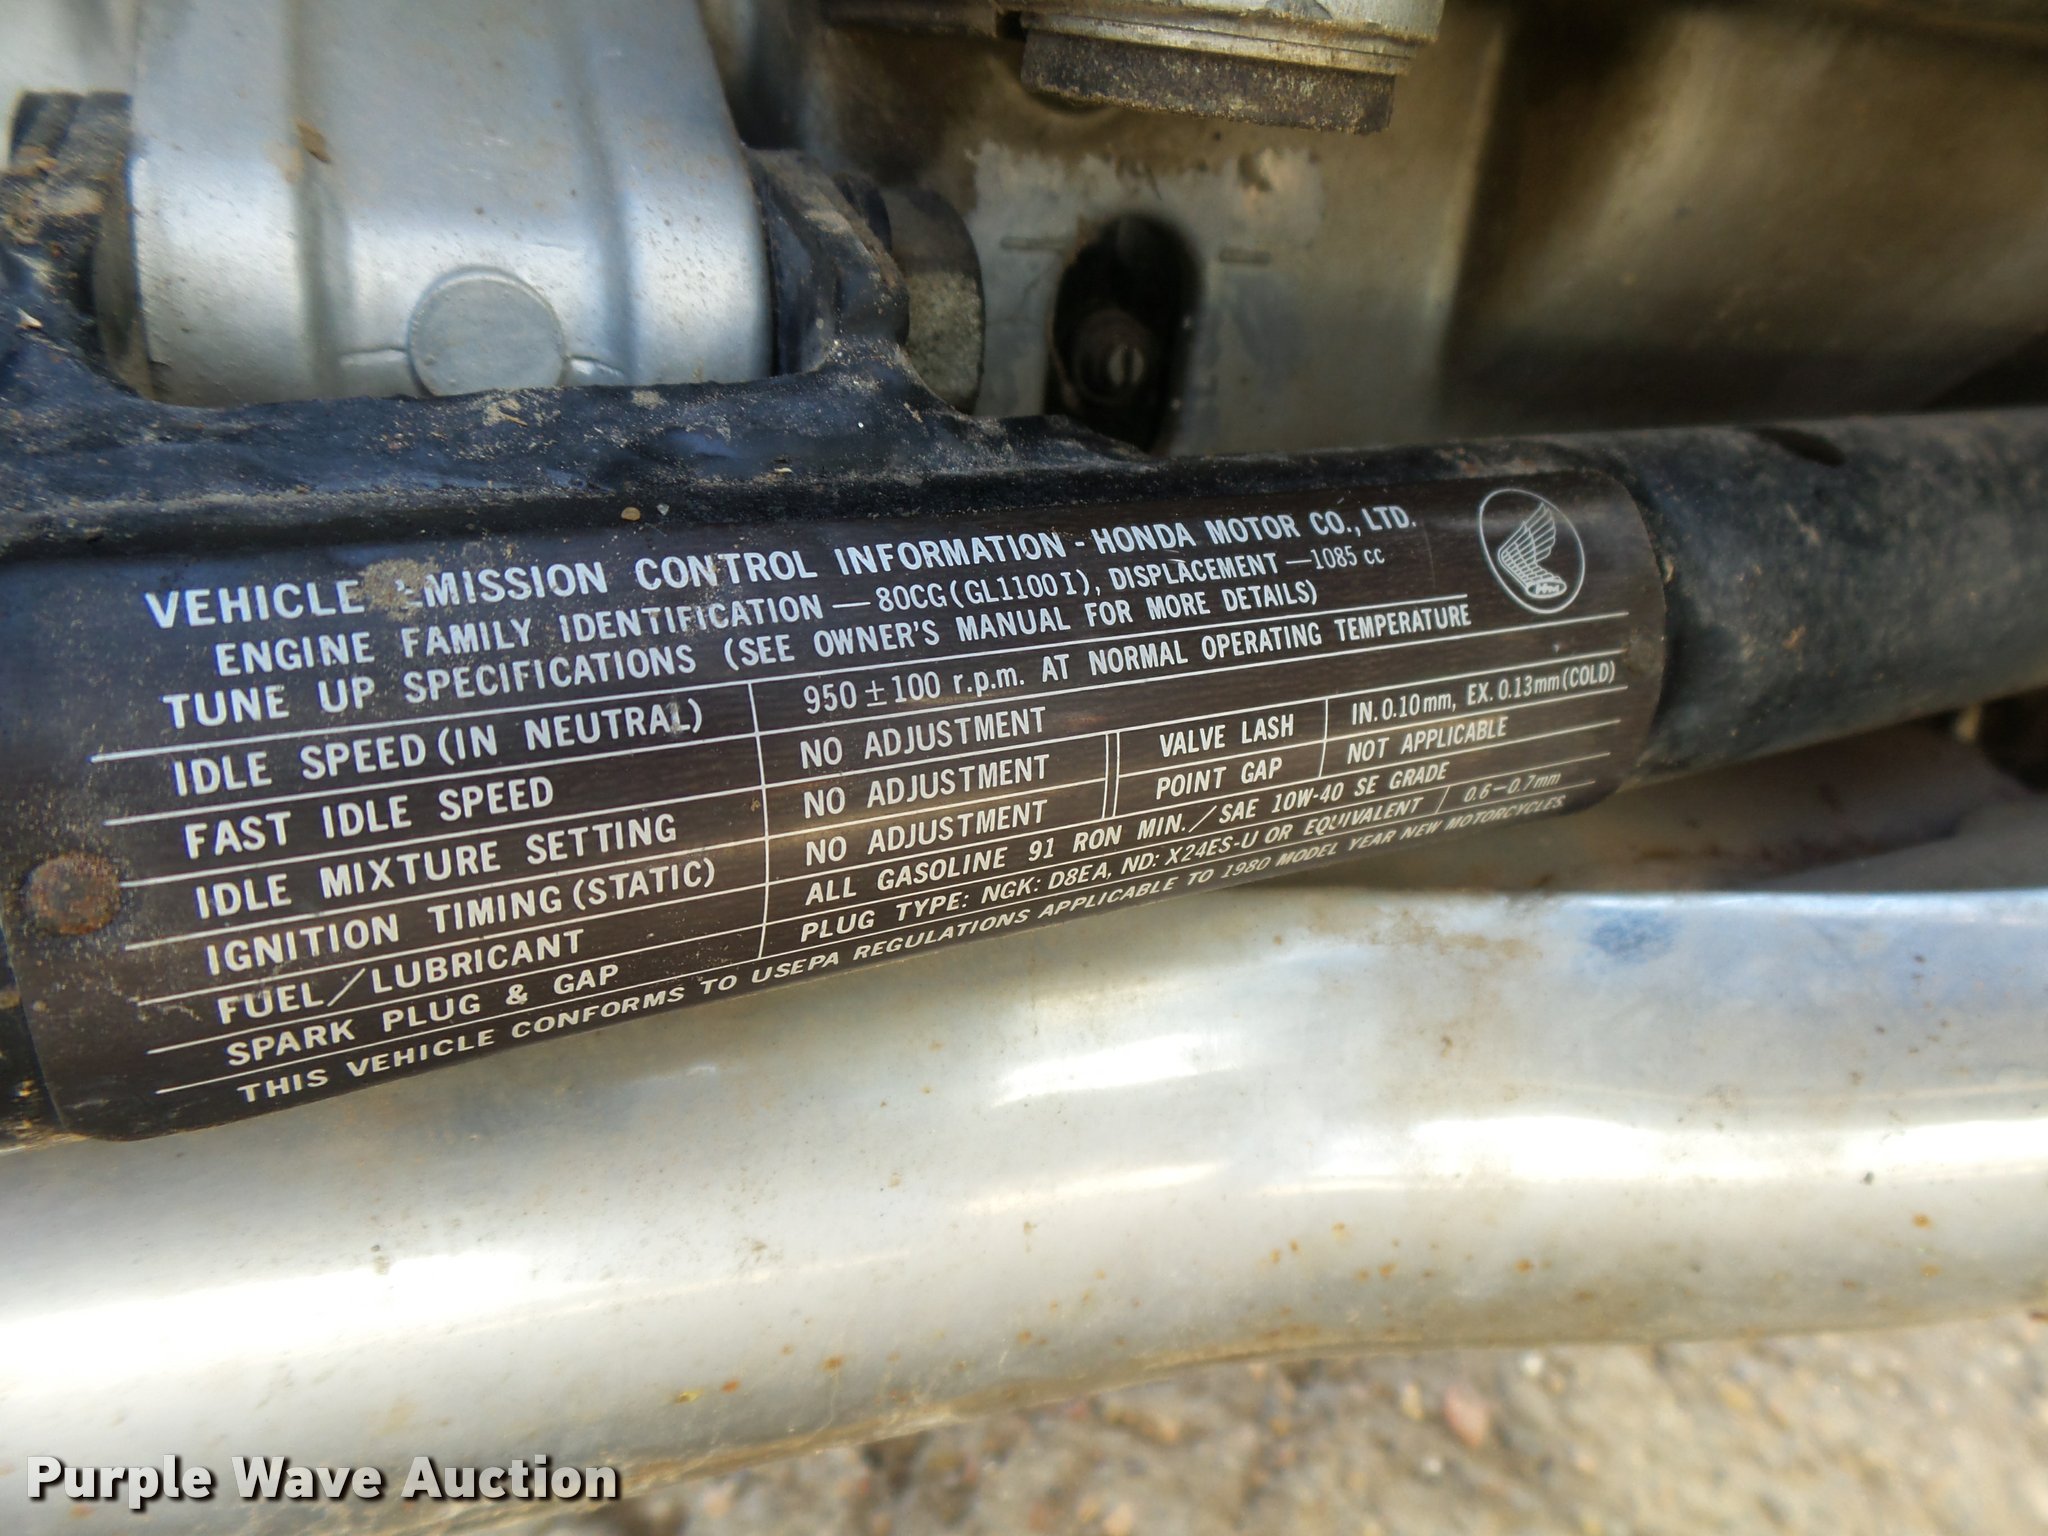 VEHICLE EMISSION CONTROL INFORMATION - HONDA MOTOR CO., LTD.
ENGINE FAMILY IDENTIFICATION — 80CG (GL1100 I), DISPLACEMENT — 1085 cc
TUNE UP SPECIFICATIONS (SEE OWNER'S MANUAL FOR MORE DETAILS)
IDLE SPEED (IN NEUTRAL) 950 ± 100 r.p.m. AT NORMAL OPERATING TEMPERATURE
FAST IDLE SPEED NO ADJUSTMENT
IDLE MIXTURE SETTING NO ADJUSTMENT VALVE LASH IN. 0.10 mm, EX. 0.13 mm (COLD)
IGNITION TIMING (STATIC) NO ADJUSTMENT POINT GAP NOT APPLICABLE
FUEL/LUBRICANT ALL GASOLINE 91 RON MIN./SAE 10W-40 SE GRADE
SPARK PLUG & GAP PLUG TYPE: NGK: D8EA, ND: X24ES-U OR EQUIVALENT / 0.6-0.7mm
THIS VEHICLE CONFORMS TO USEPA REGULATIONS APPLICABLE TO 1980 MODEL YEAR NEW MOTORCYCLES
Purple Wave Auction